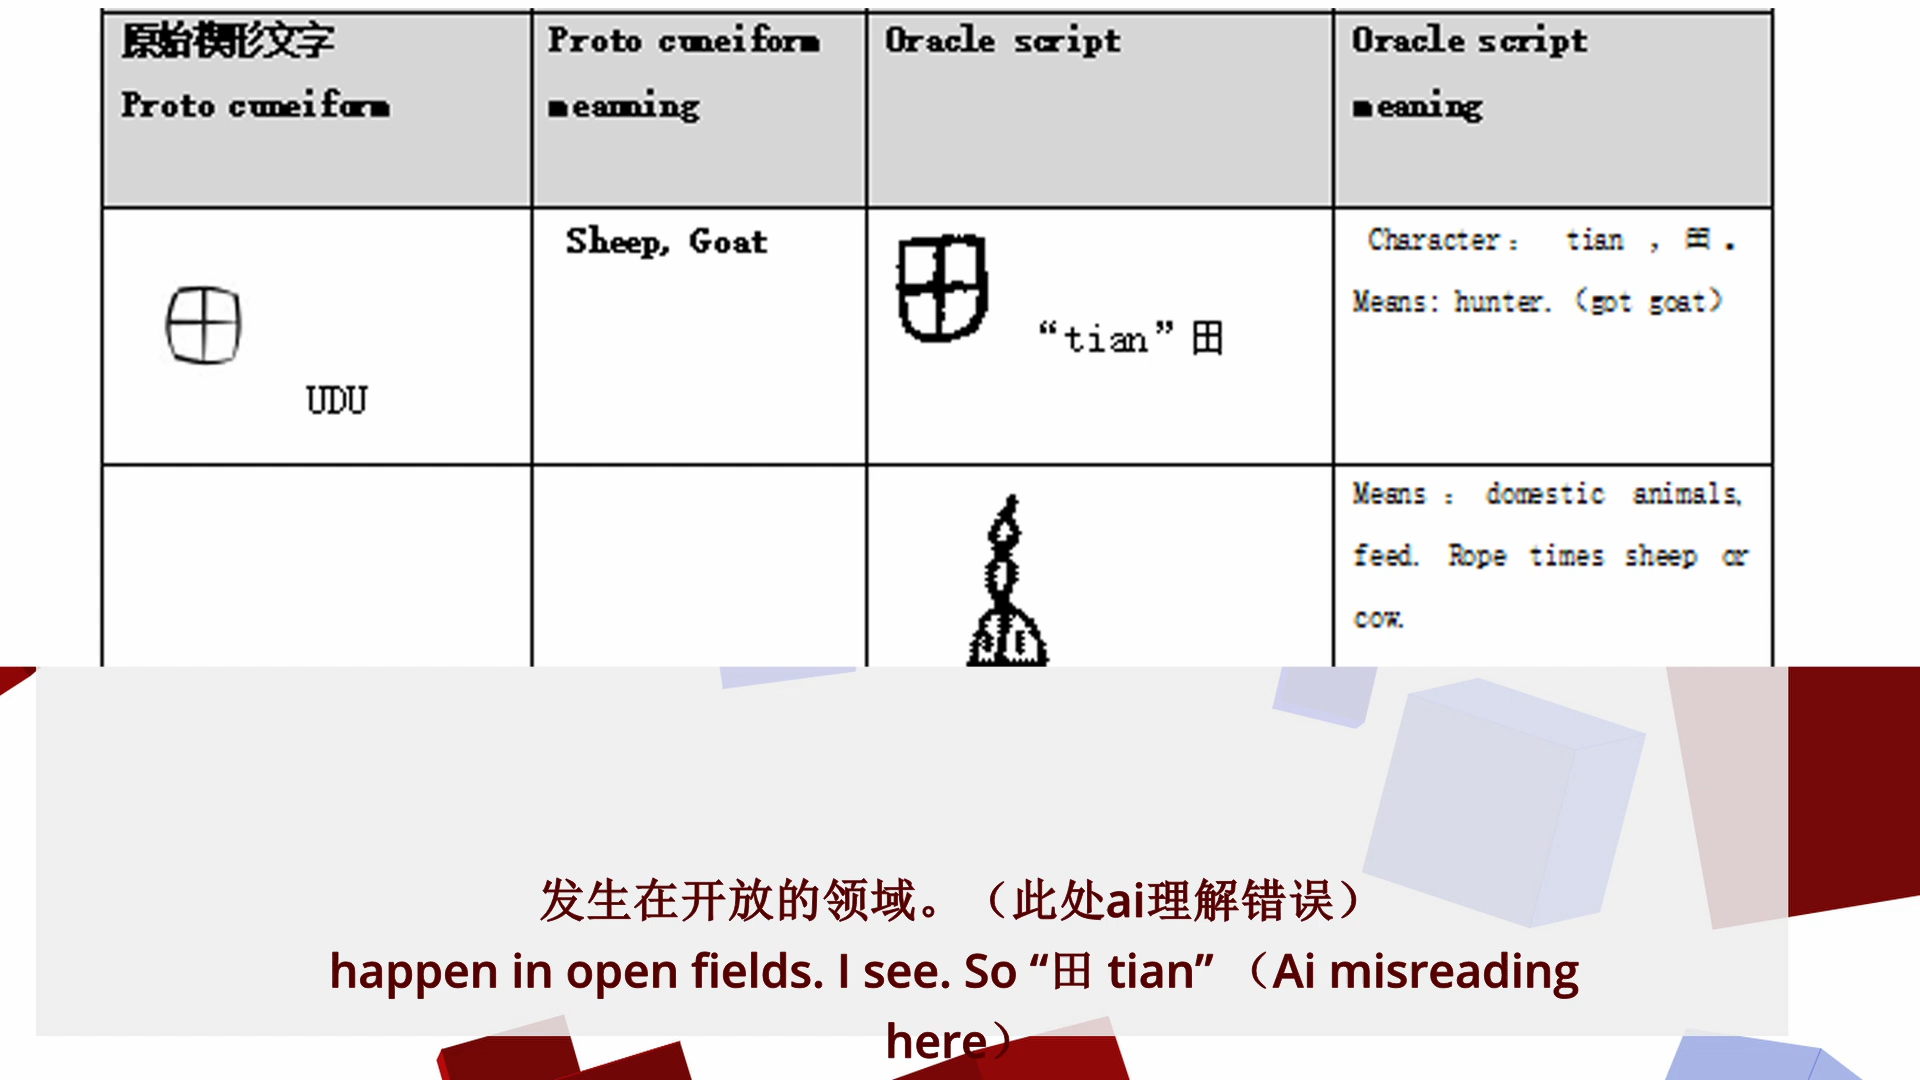 原始楔形文字
Proto cuneiform
Proto cuneiform
meanning
Oracle script
Oracle script
meaning
UDU
Sheep, Goat
“tian” 田
Character： tian ，田.
Means: hunter.（got goat）
Means： domestic animals,
feed. Rope times sheep or
cow.
发生在开放的领域。（此处ai理解错误）
happen in open fields. I see. So “田 tian” （Ai misreading
here）